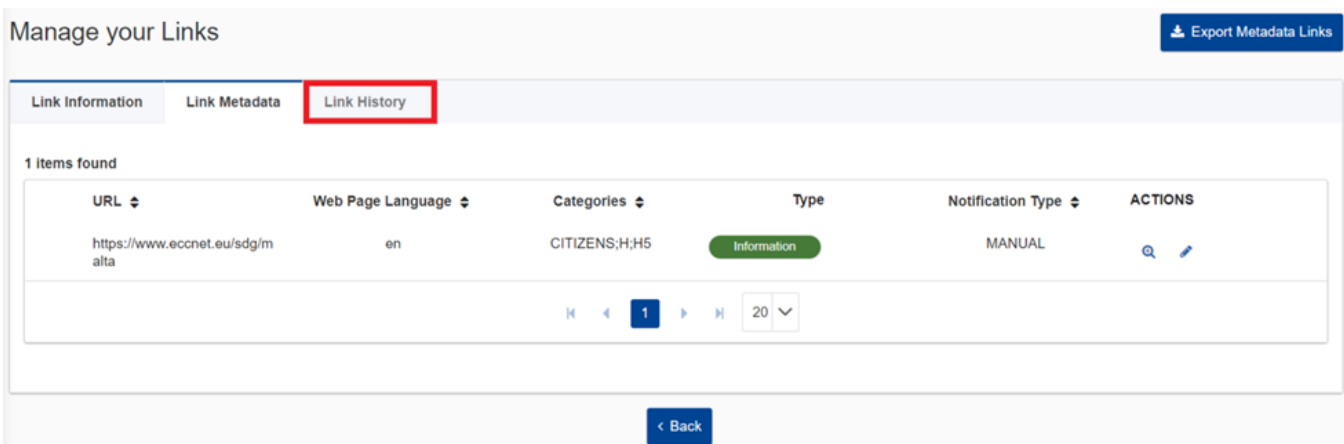 Manage your Links
Export Metadata Links
Link Information Link Metadata Link History
1 items found
URL Web Page Language Categories Type Notification Type ACTIONS
https://www.eccnet.eu/sdg/m en CITIZENS;H;H5 Information MANUAL
alta
1 20
Back